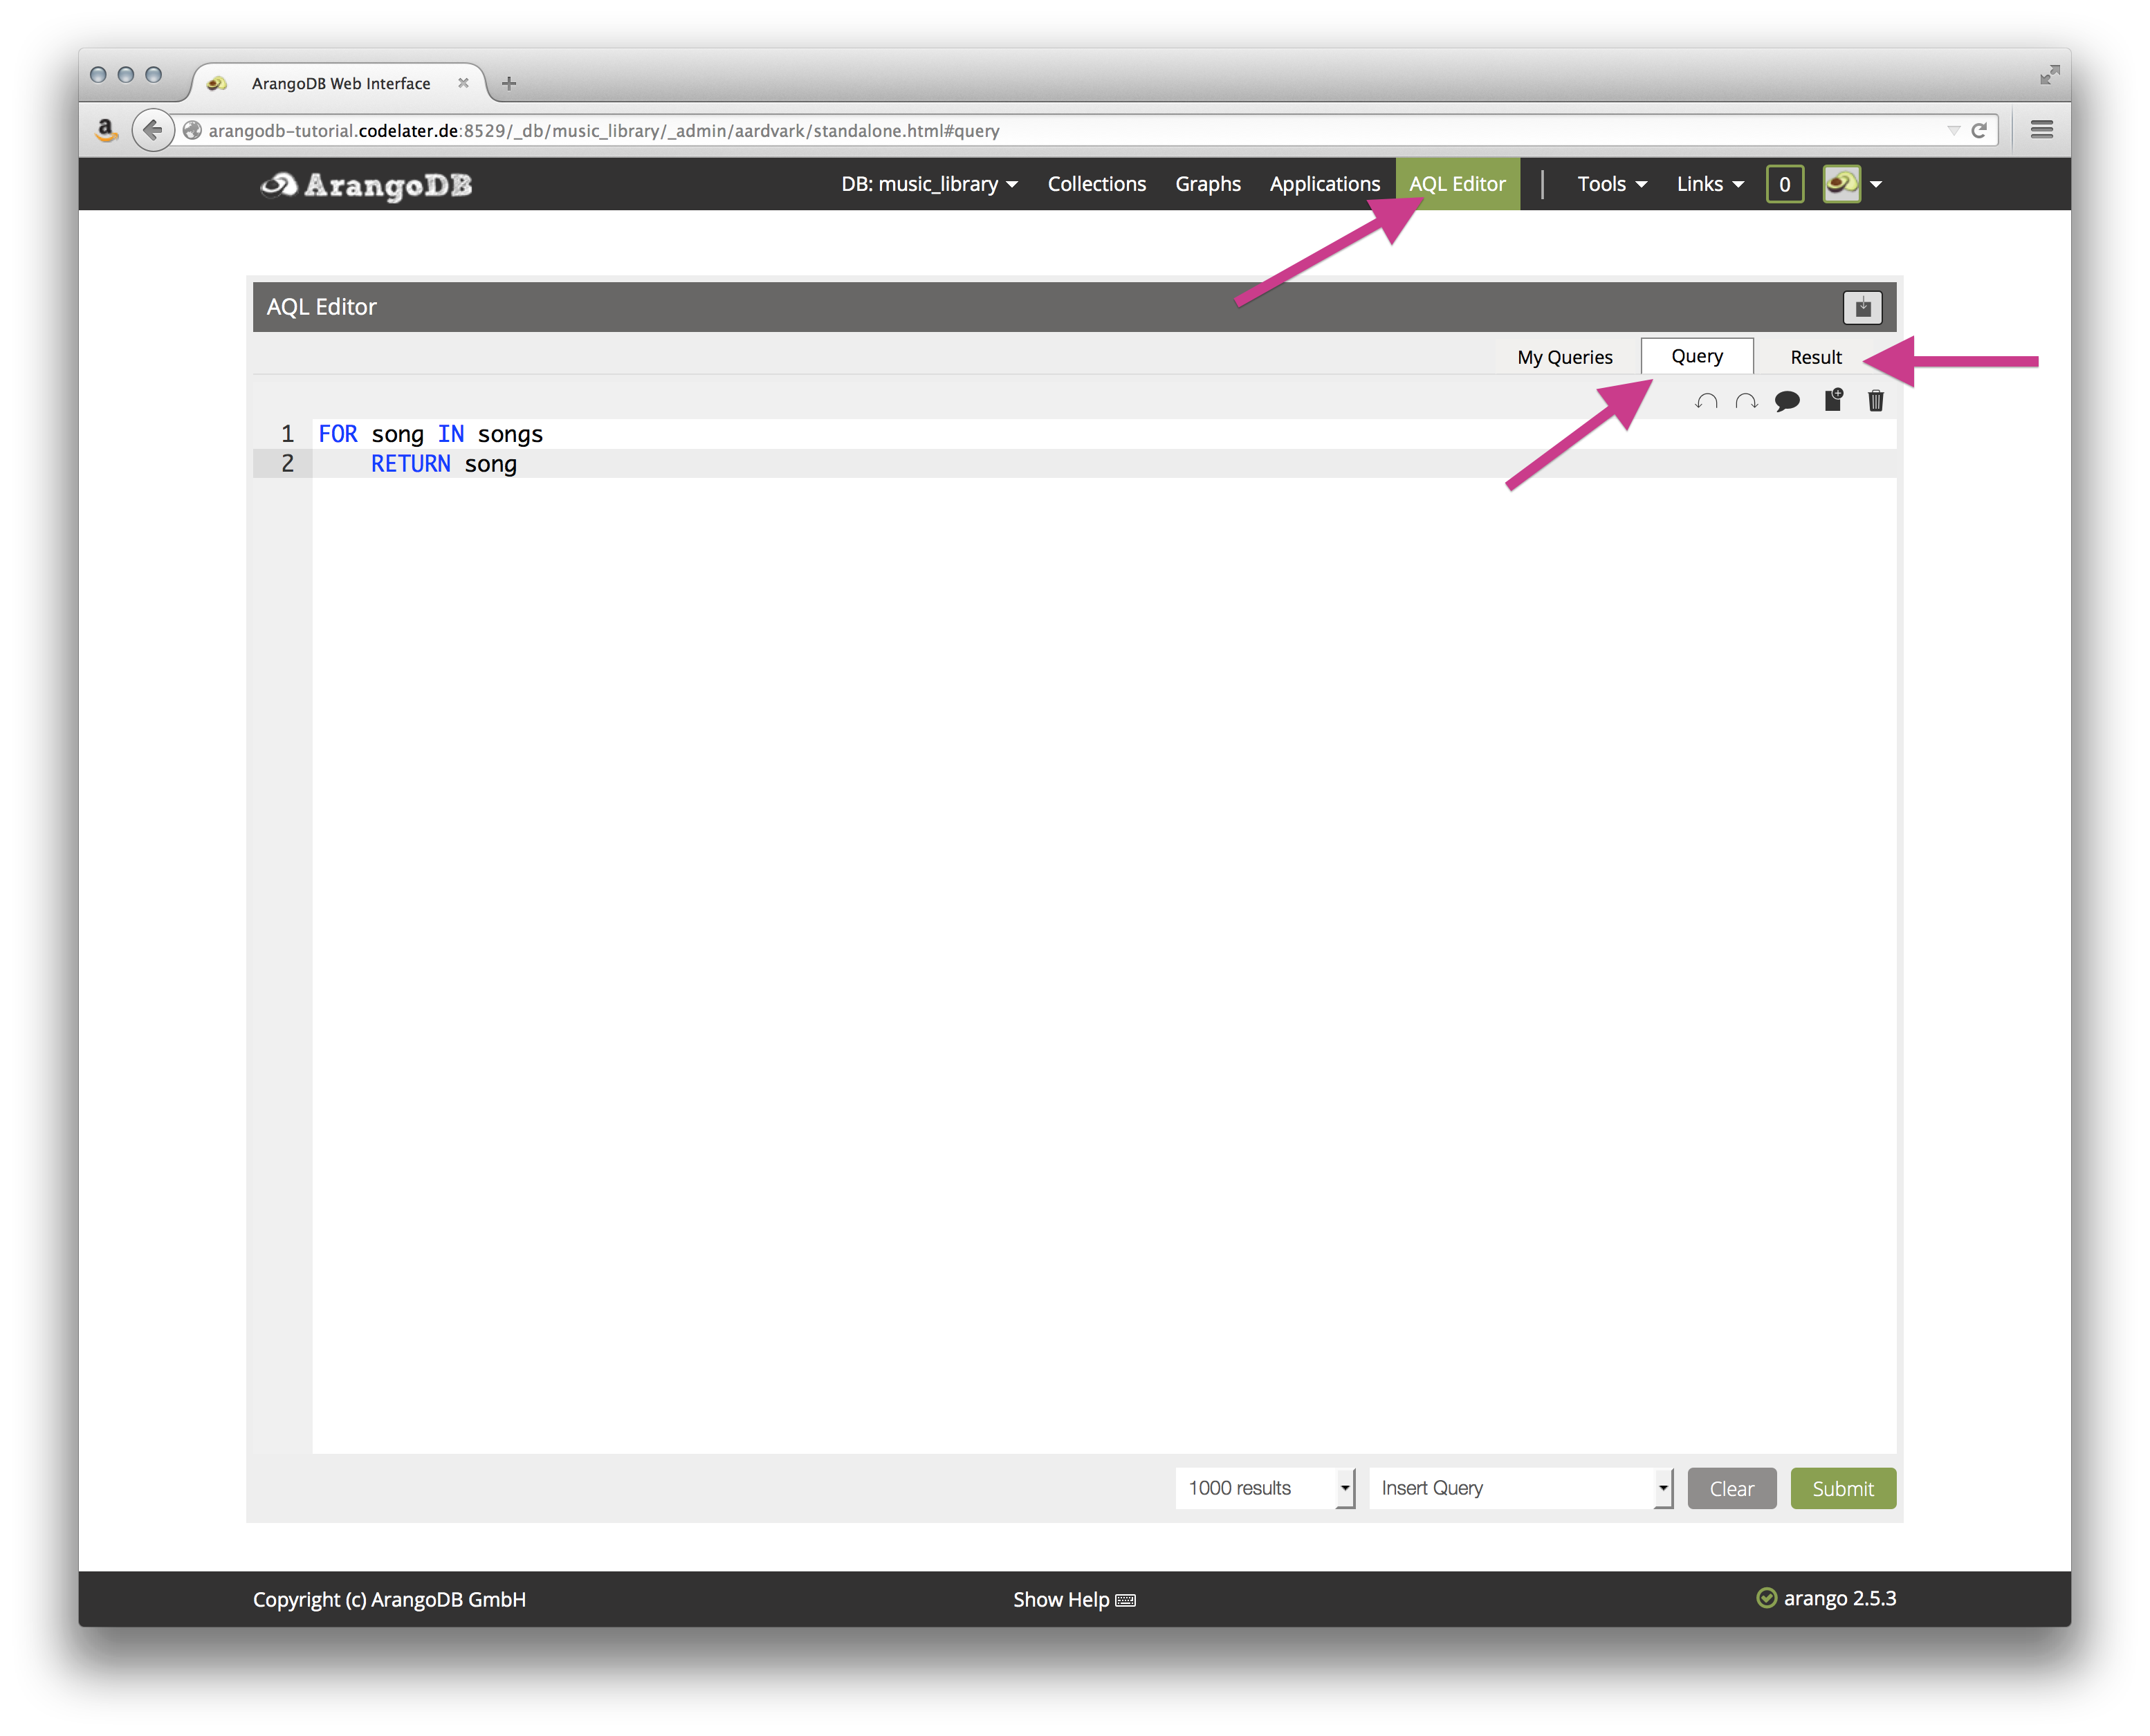 ArangoDB Web Interface
arangodb-tutorial.codelater.de:8529/_db/music_library/_admin/aardvark/standalone.html#query
ArangoDB DB: music_library Collections Graphs Applications AQL Editor Tools Links 0
AQL Editor
My Queries Query Result
1 FOR song IN songs
2 RETURN song
1000 results Insert Query Clear Submit
Copyright (c) ArangoDB GmbH Show Help arango 2.5.3